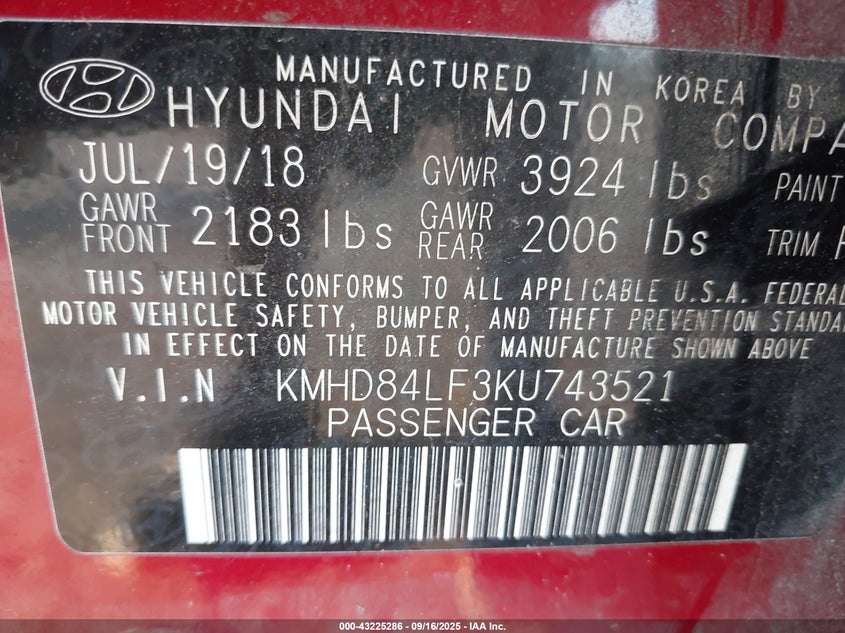 MANUFACTURED IN KOREA BY
HYUNDAI MOTOR
JUL/19/18 GVWR 3924 lbs PAINT
GAWR FRONT 2183 lbs GAWR REAR 2006 lbs TRIM
THIS VEHICLE CONFORMS TO ALL APPLICABLE U.S.A. FEDERAL
MOTOR VEHICLE SAFETY, BUMPER, AND THEFT PREVENTION
IN EFFECT ON THE DATE OF MANUFACTURE SHOWN ABOVE
V.I.N KMHD84LF3KU743521
PASSENGER CAR
000-43225286 - 09/16/2025 - IAA Inc.